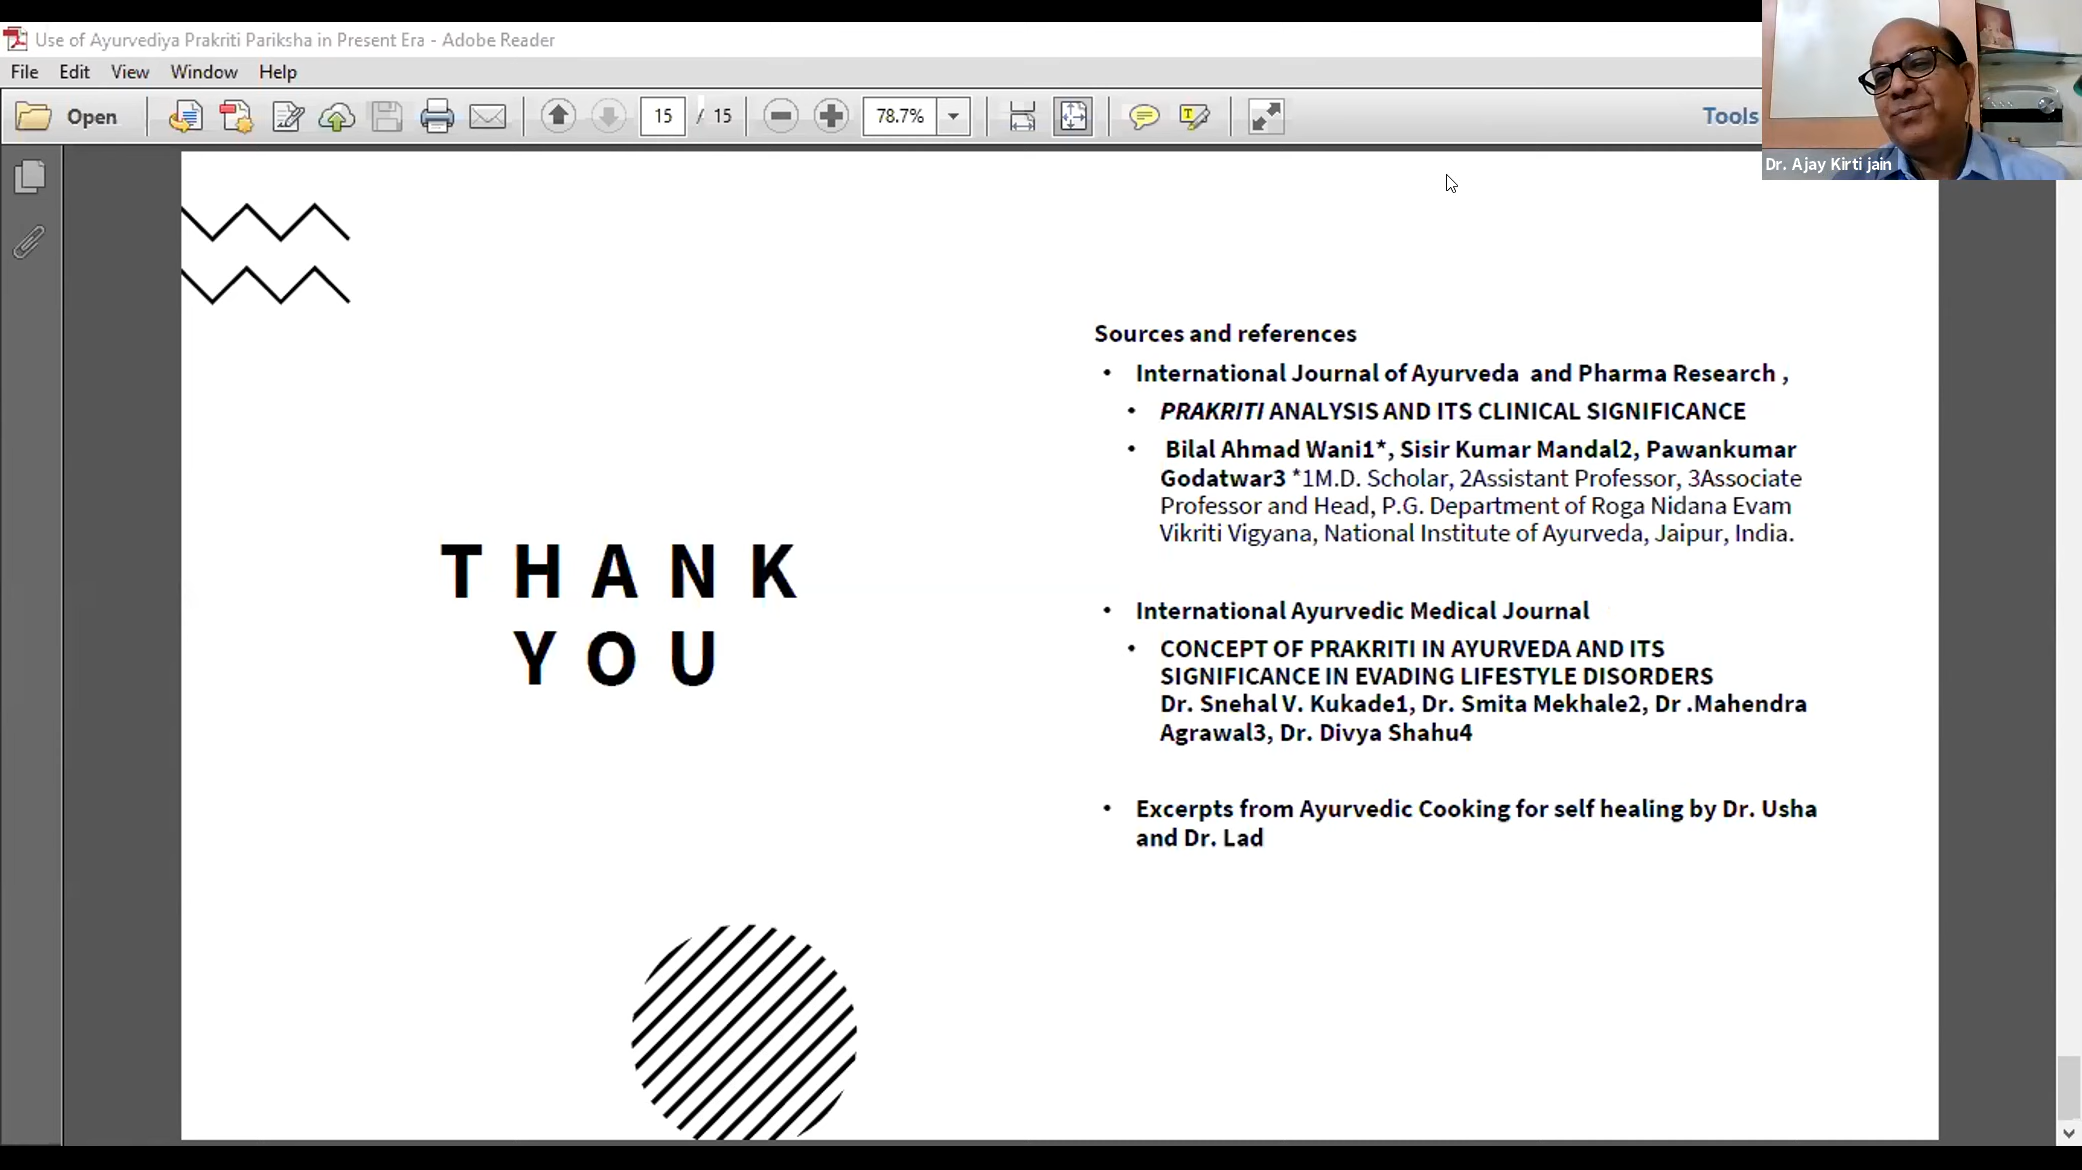 Use of Ayurvediya Prakriti Pariksha in Present Era - Adobe Reader
File Edit View Window Help
Open 15 / 15 78.7% Tools
Dr. Ajay Kirti jain
THANK
YOU
Sources and references
• International Journal of Ayurveda and Pharma Research ,
• PRAKRITI ANALYSIS AND ITS CLINICAL SIGNIFICANCE
• Bilal Ahmad Wani1*, Sisir Kumar Mandal2, Pawankumar
Godatwar3 *1M.D. Scholar, 2Assistant Professor, 3Associate
Professor and Head, P.G. Department of Roga Nidana Evam
Vikriti Vigyana, National Institute of Ayurveda, Jaipur, India.
• International Ayurvedic Medical Journal
• CONCEPT OF PRAKRITI IN AYURVEDA AND ITS
SIGNIFICANCE IN EVADING LIFESTYLE DISORDERS
Dr. Snehal V. Kukade1, Dr. Smita Mekhale2, Dr .Mahendra
Agrawal3, Dr. Divya Shahu4
• Excerpts from Ayurvedic Cooking for self healing by Dr. Usha
and Dr. Lad